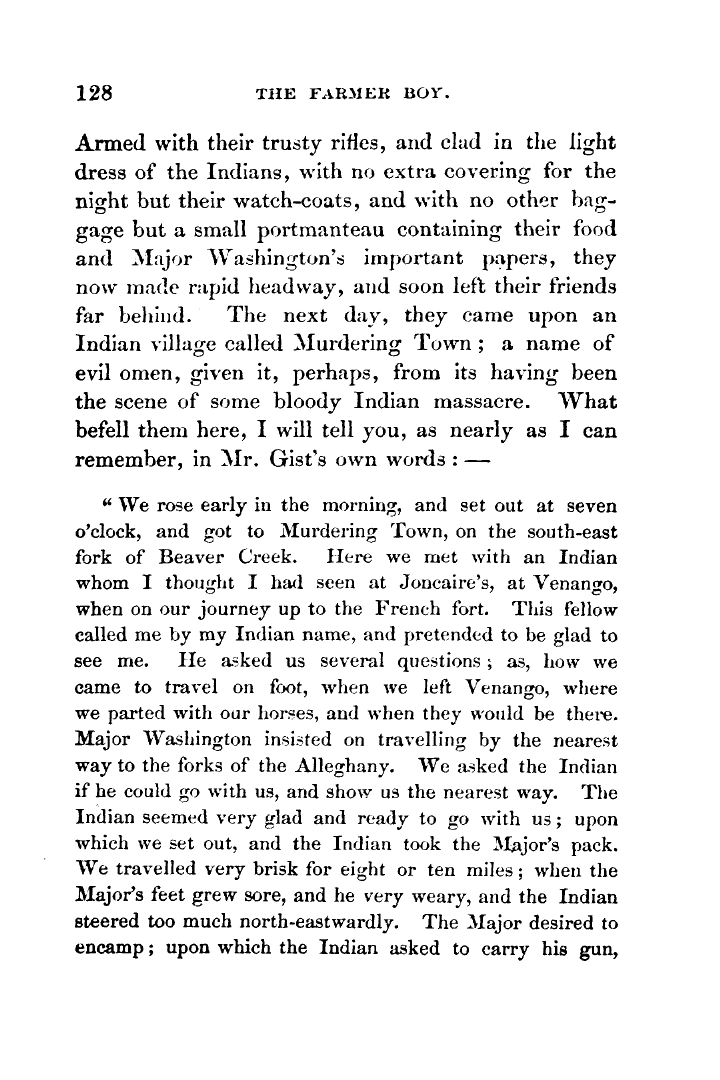 128 THE FARMER BOY.
Armed with their trusty rifles, and clad in the light
dress of the Indians, with no extra covering for the
night but their watch-coats, and with no other bag-
gage but a small portmanteau containing their food
and Major Washington's important papers, they
now made rapid headway, and soon left their friends
far behind. The next day, they came upon an
Indian village called Murdering Town; a name of
evil omen, given it, perhaps, from its having been
the scene of some bloody Indian massacre. What
befell them here, I will tell you, as nearly as I can
remember, in Mr. Gist's own words: —
" We rose early in the morning, and set out at seven
o'clock, and got to Murdering Town, on the south-east
fork of Beaver Creek. Here we met with an Indian
whom I thought I had seen at Joncaire's, at Venango,
when on our journey up to the French fort. This fellow
called me by my Indian name, and pretended to be glad to
see me. He asked us several questions; as, how we
came to travel on foot, when we left Venango, where
we parted with our horses, and when they would be there.
Major Washington insisted on travelling by the nearest
way to the forks of the Alleghany. We asked the Indian
if he could go with us, and show us the nearest way. The
Indian seemed very glad and ready to go with us; upon
which we set out, and the Indian took the Major's pack.
We travelled very brisk for eight or ten miles; when the
Major's feet grew sore, and he very weary, and the Indian
steered too much north-eastwardly. The Major desired to
encamp; upon which the Indian asked to carry his gun,